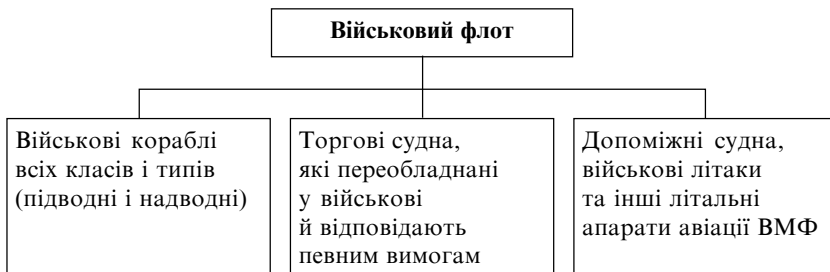 Військовий флот
Військові кораблі
всіх класів і типів
(підводні і надводні)
Торгові судна,
які переобладнані
у військові
й відповідають
певним вимогам
Допоміжні судна,
військові літаки
та інші літальні
апарати авіації ВМФ